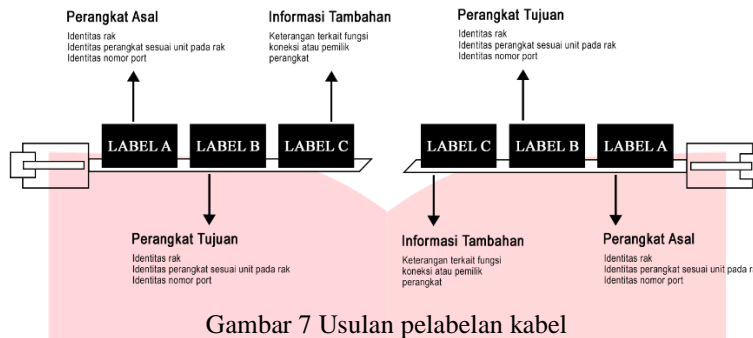 Perangkat Asal
Identitas rak
Identitas perangkat sesuai unit pada rak
Identitas nomor port
Informasi Tambahan
Keterangan terkait fungsi
koneksi atau pemilik
perangkat
Perangkat Tujuan
Identitas rak
Identitas perangkat sesuai unit pada rak
Identitas nomor port
LABEL A
LABEL B
LABEL C
LABEL C
LABEL B
LABEL A
Perangkat Tujuan
Identitas rak
Identitas perangkat sesuai unit pada rak
Identitas nomor port
Informasi Tambahan
Keterangan terkait fungsi
koneksi atau pemilik
perangkat
Perangkat Asal
Identitas rak
Identitas perangkat sesuai unit pada
Identitas nomor port
Gambar 7 Usulan pelabelan kabel